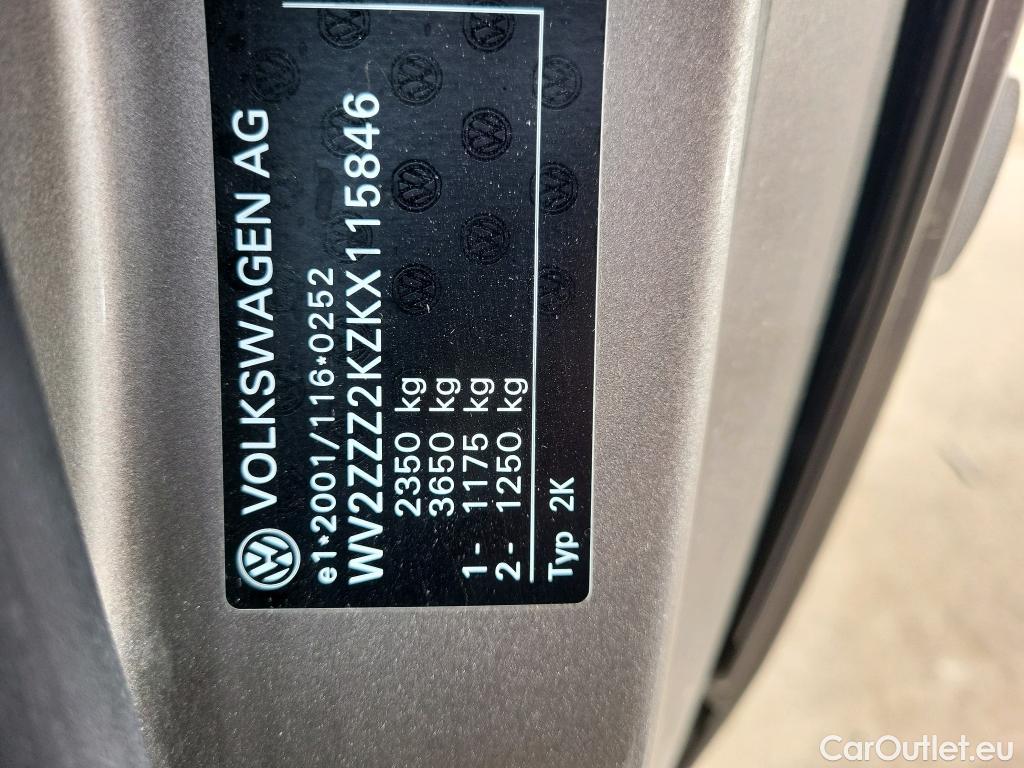 VOLKSWAGEN AG
e1*2001/116*0252
WV2ZZZ2KZKX115846
2350 kg
3650 kg
1- 1175 kg
2- 1250 kg
Typ 2K
CarOutlet.eu